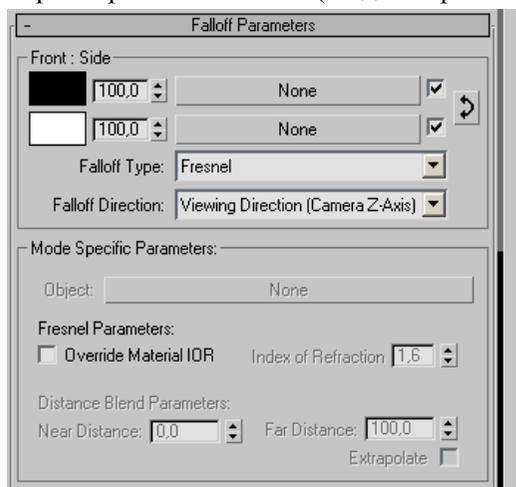 - Falloff Parameters
Front : Side
100,0 None
100,0 None
Falloff Type: Fresnel
Falloff Direction: Viewing Direction (Camera Z-Axis)
Mode Specific Parameters:
Object: None
Fresnel Parameters:
Override Material IOR Index of Refraction 1,6
Distance Blend Parameters:
Near Distance: 0,0 Far Distance: 100,0
Extrapolate